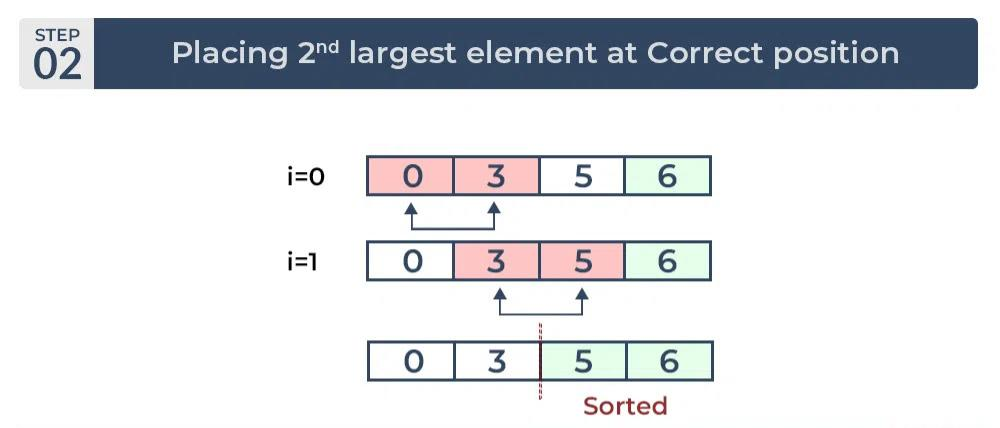 STEP
02
Placing 2nd largest element at Correct position
i=0 0 3 5 6
i=1 0 3 5 6
0 3 5 6
Sorted